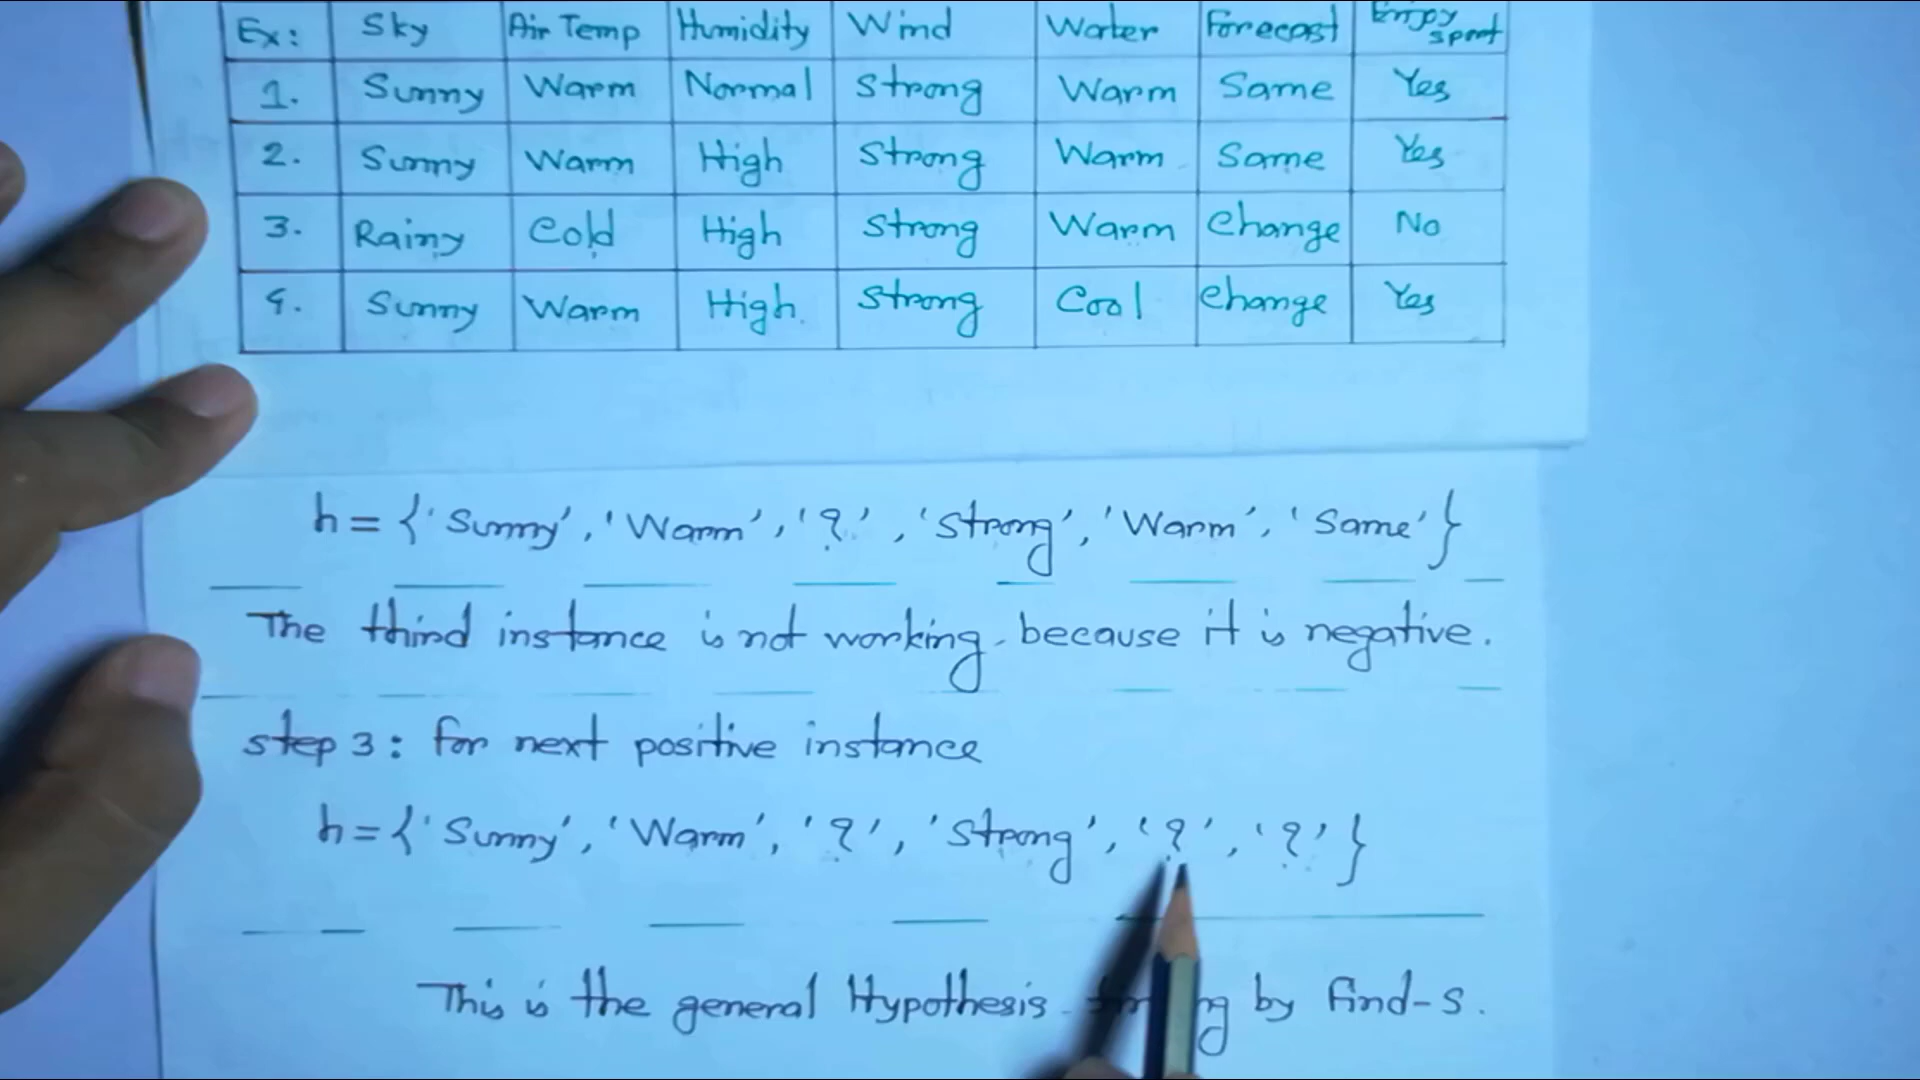 Ex: Sky Air Temp Humidity Wind Water Forecast Enjoy sport
1. Sunny Warm Normal Strong Warm Same Yes
2. Sunny Warm High Strong Warm Same Yes
3. Rainy Cold High Strong Warm Change No
4. Sunny Warm High Strong Cool Change Yes
h = {'Sunny', 'Warm', '?', 'Strong', 'Warm', 'Same'}
The third instance is not working because it is negative.
Step 3: for next positive instance
h = {'Sunny', 'Warm', '?', 'Strong', '?', '?'}
This is the general Hypothesis by find-s.